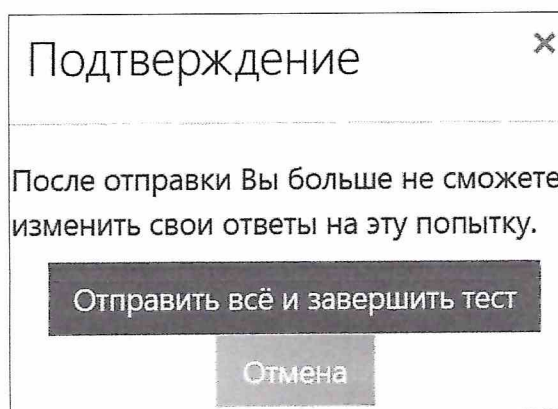 Подтверждение
×
После отправки Вы больше не сможете
изменить свои ответы на эту попытку.
Отправить всё и завершить тест
Отмена